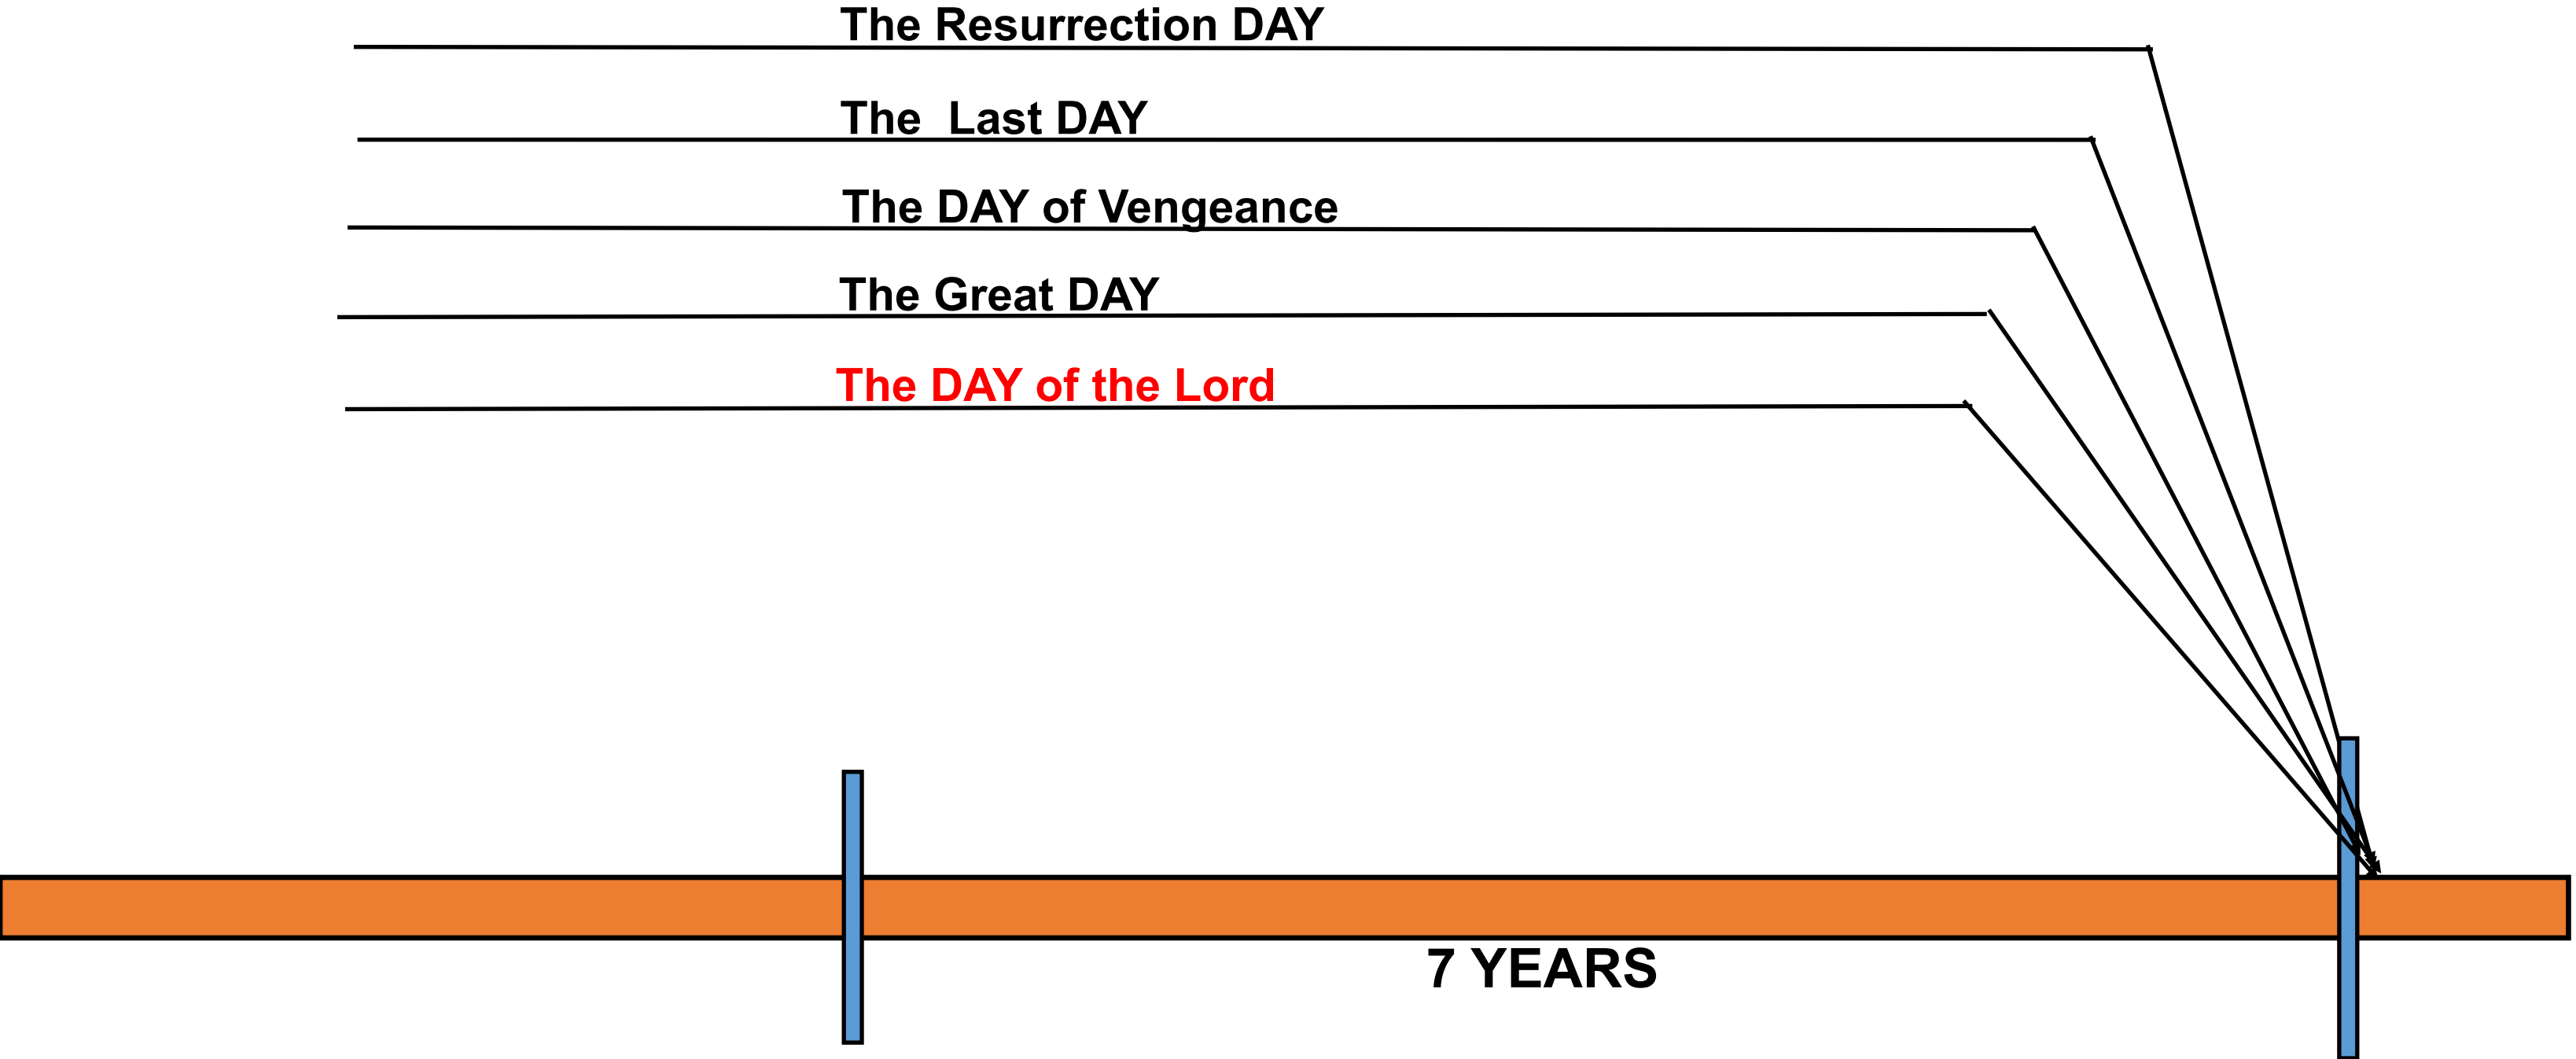 The Resurrection DAY
The Last DAY
The DAY of Vengeance
The Great DAY
The DAY of the Lord
7 YEARS